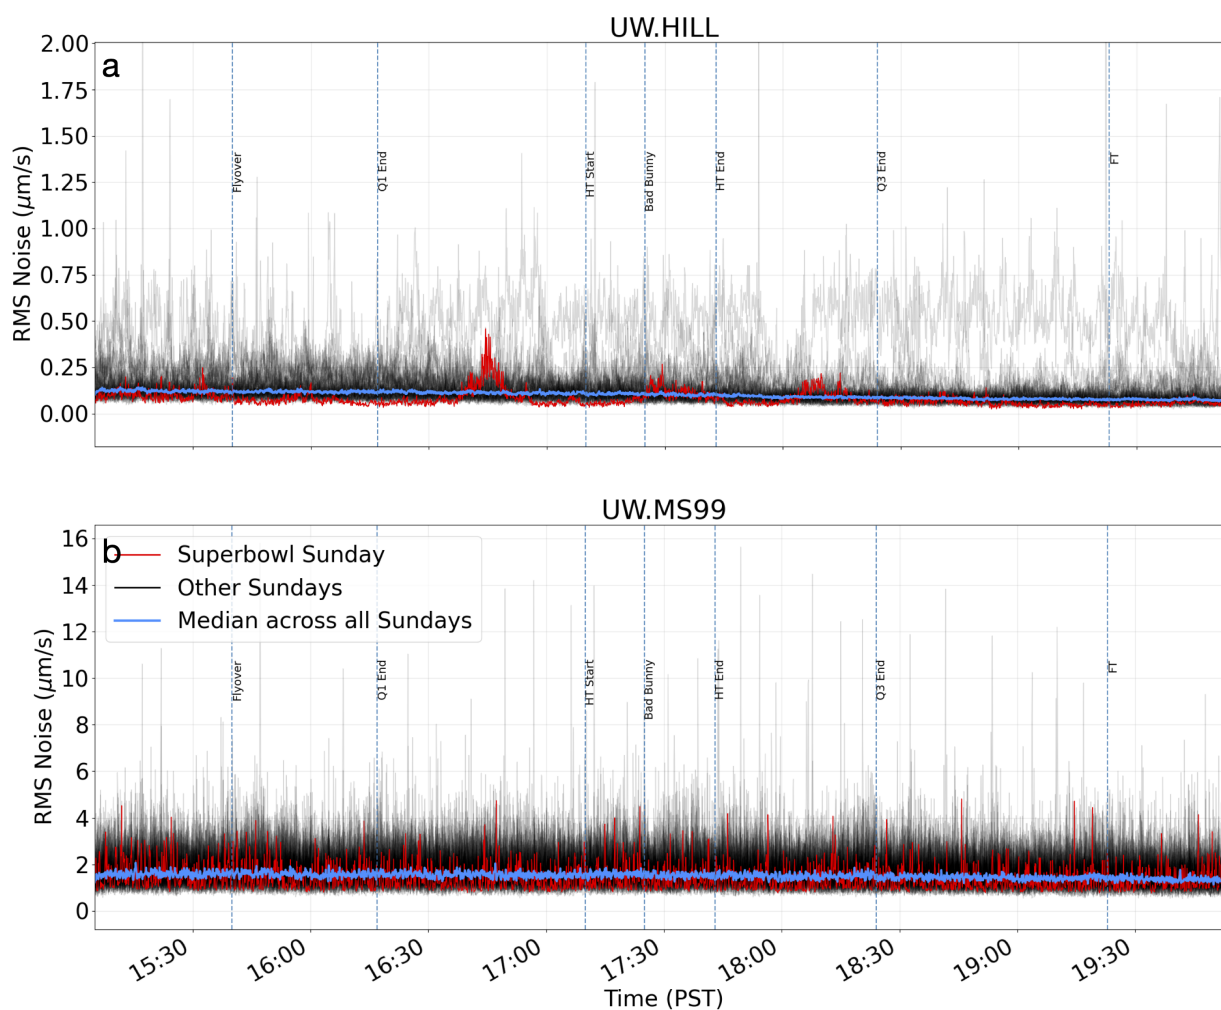 UW.HILL
a
RMS Noise (μm/s)
2.00
1.75
1.50
1.25
1.00
0.75
0.50
0.25
0.00
Flyover
Q1 End
HT Start
Bad Bunny
HT End
Q3 End
FT
UW.MS99
b
RMS Noise (μm/s)
16
14
12
10
8
6
4
2
0
Superbowl Sunday
Other Sundays
Median across all Sundays
Flyover
Q1 End
HT Start
Bad Bunny
HT End
Q3 End
FT
15:30
16:00
16:30
17:00
17:30
18:00
18:30
19:00
19:30
Time (PST)